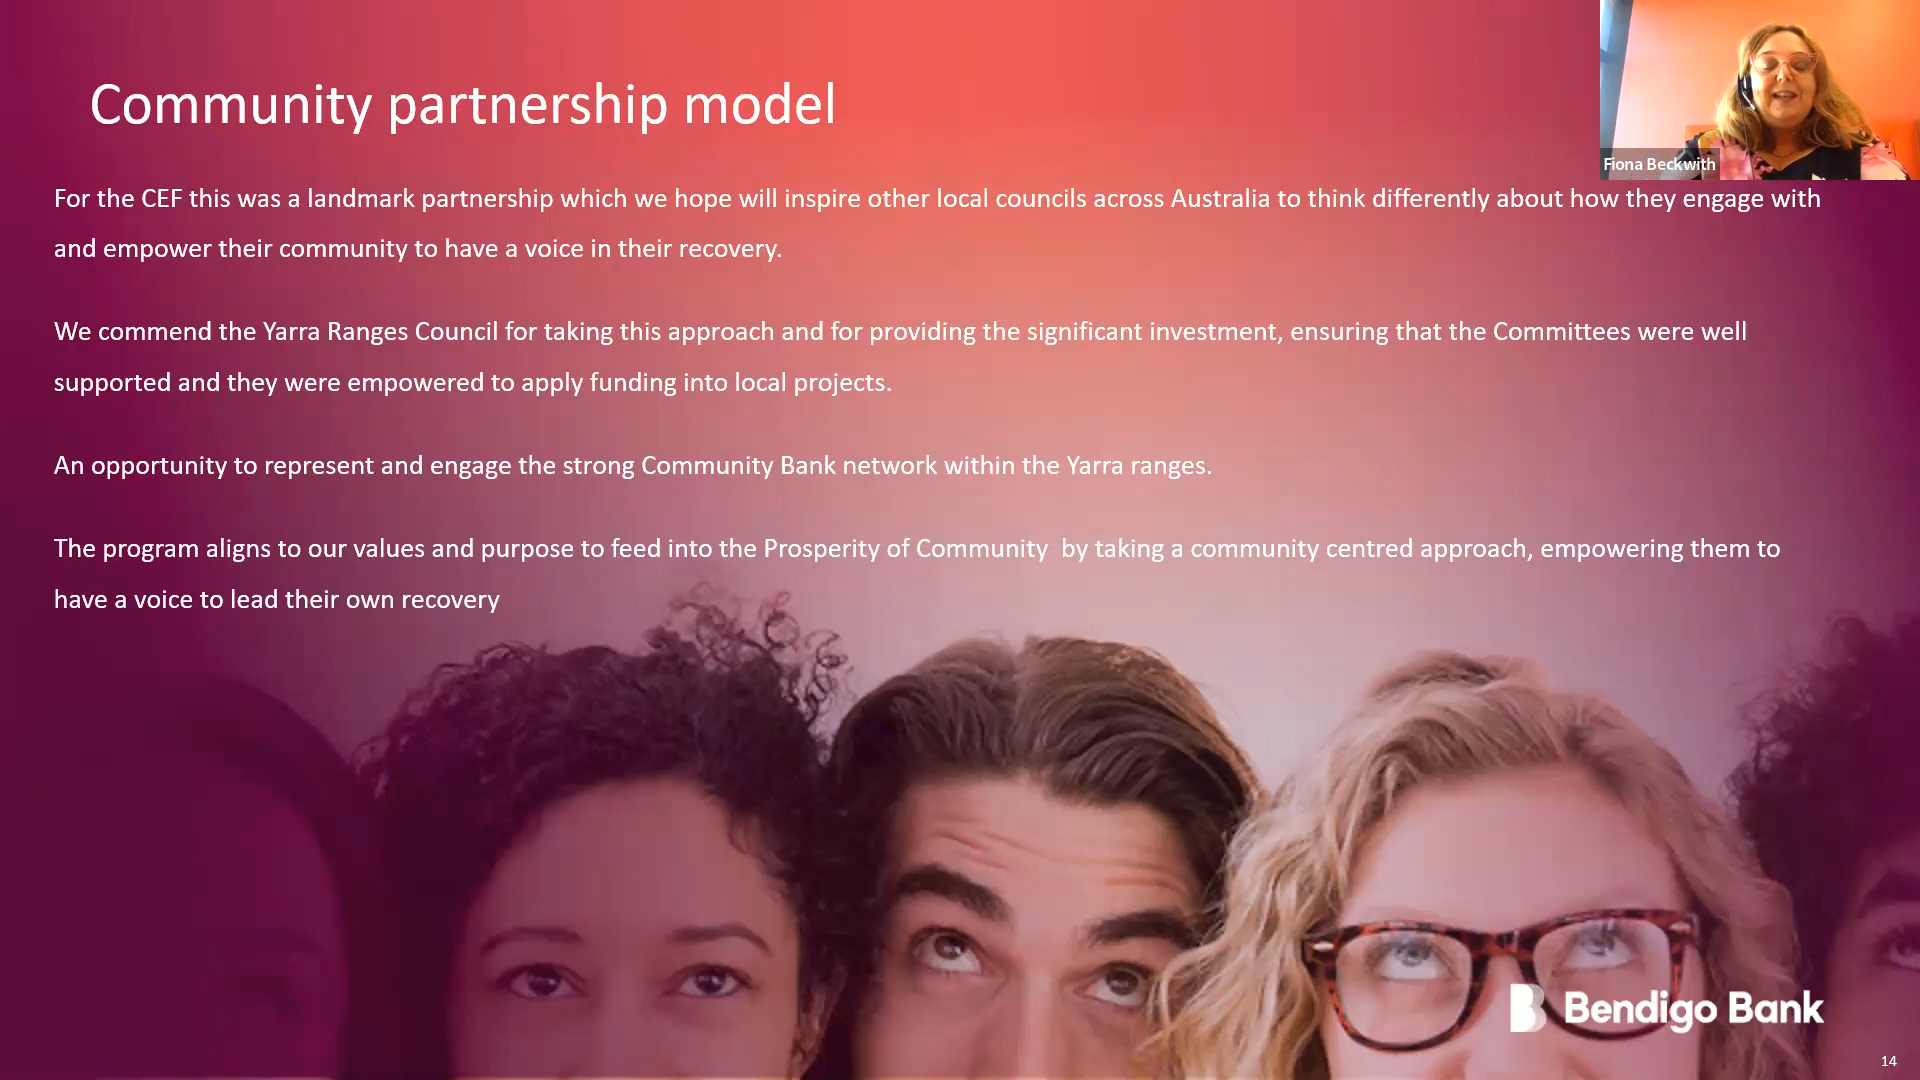 Community partnership model
Fiona Beckwith
For the CEF this was a landmark partnership which we hope will inspire other local councils across Australia to think differently about how they engage with
and empower their community to have a voice in their recovery.
We commend the Yarra Ranges Council for taking this approach and for providing the significant investment, ensuring that the Committees were well
supported and they were empowered to apply funding into local projects.
An opportunity to represent and engage the strong Community Bank network within the Yarra ranges.
The program aligns to our values and purpose to feed into the Prosperity of Community  by taking a community centred approach, empowering them to
have a voice to lead their own recovery
Bendigo Bank
14